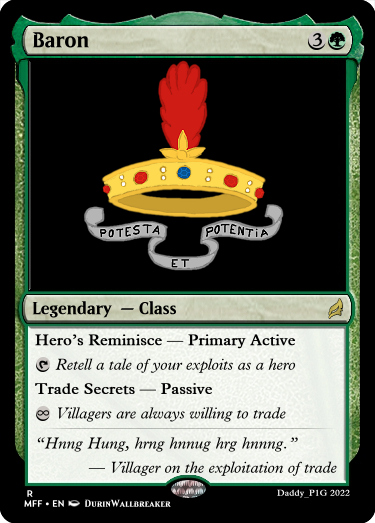 Baron 3
POTESTA ET POTENTIA
Legendary — Class
Hero's Reminisce — Primary Active
Retell a tale of your exploits as a hero
Trade Secrets — Passive
Villagers are always willing to trade
“Hnng Hung, hrng hnnug hrg hnnng.”
— Villager on the exploitation of trade
R
MFF • EN DurinWallbreaker
Daddy_P1G 2022